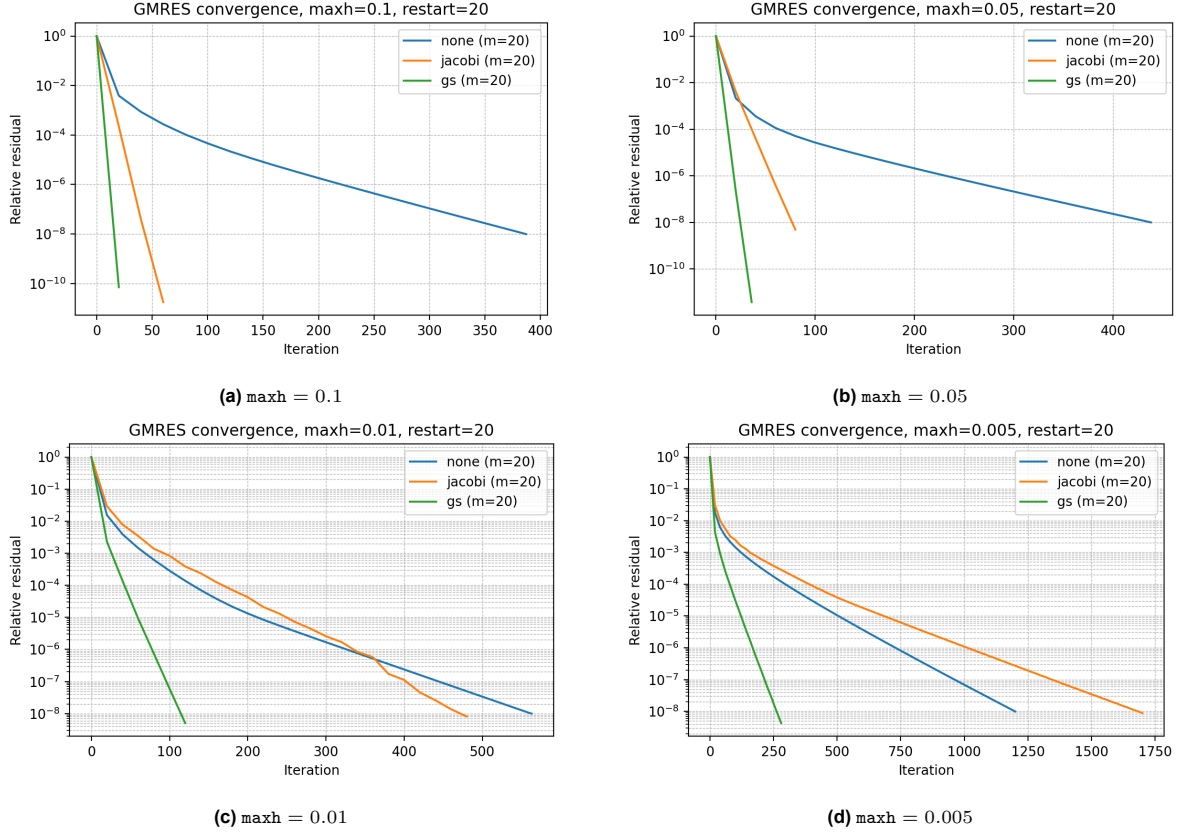 GMRES convergence, maxh=0.1, restart=20
Relative residual
10⁰
10⁻²
10⁻⁴
10⁻⁶
10⁻⁸
10⁻¹⁰
none (m=20)
jacobi (m=20)
gs (m=20)
0 50 100 150 200 250 300 350 400
Iteration
(a) maxh = 0.1
GMRES convergence, maxh=0.05, restart=20
Relative residual
10⁰
10⁻²
10⁻⁴
10⁻⁶
10⁻⁸
10⁻¹⁰
none (m=20)
jacobi (m=20)
gs (m=20)
0 100 200 300 400
Iteration
(b) maxh = 0.05
GMRES convergence, maxh=0.01, restart=20
Relative residual
10⁰
10⁻¹
10⁻²
10⁻³
10⁻⁴
10⁻⁵
10⁻⁶
10⁻⁷
10⁻⁸
none (m=20)
jacobi (m=20)
gs (m=20)
0 100 200 300 400 500
Iteration
(c) maxh = 0.01
GMRES convergence, maxh=0.005, restart=20
Relative residual
10⁰
10⁻¹
10⁻²
10⁻³
10⁻⁴
10⁻⁵
10⁻⁶
10⁻⁷
10⁻⁸
none (m=20)
jacobi (m=20)
gs (m=20)
0 250 500 750 1000 1250 1500 1750
Iteration
(d) maxh = 0.005